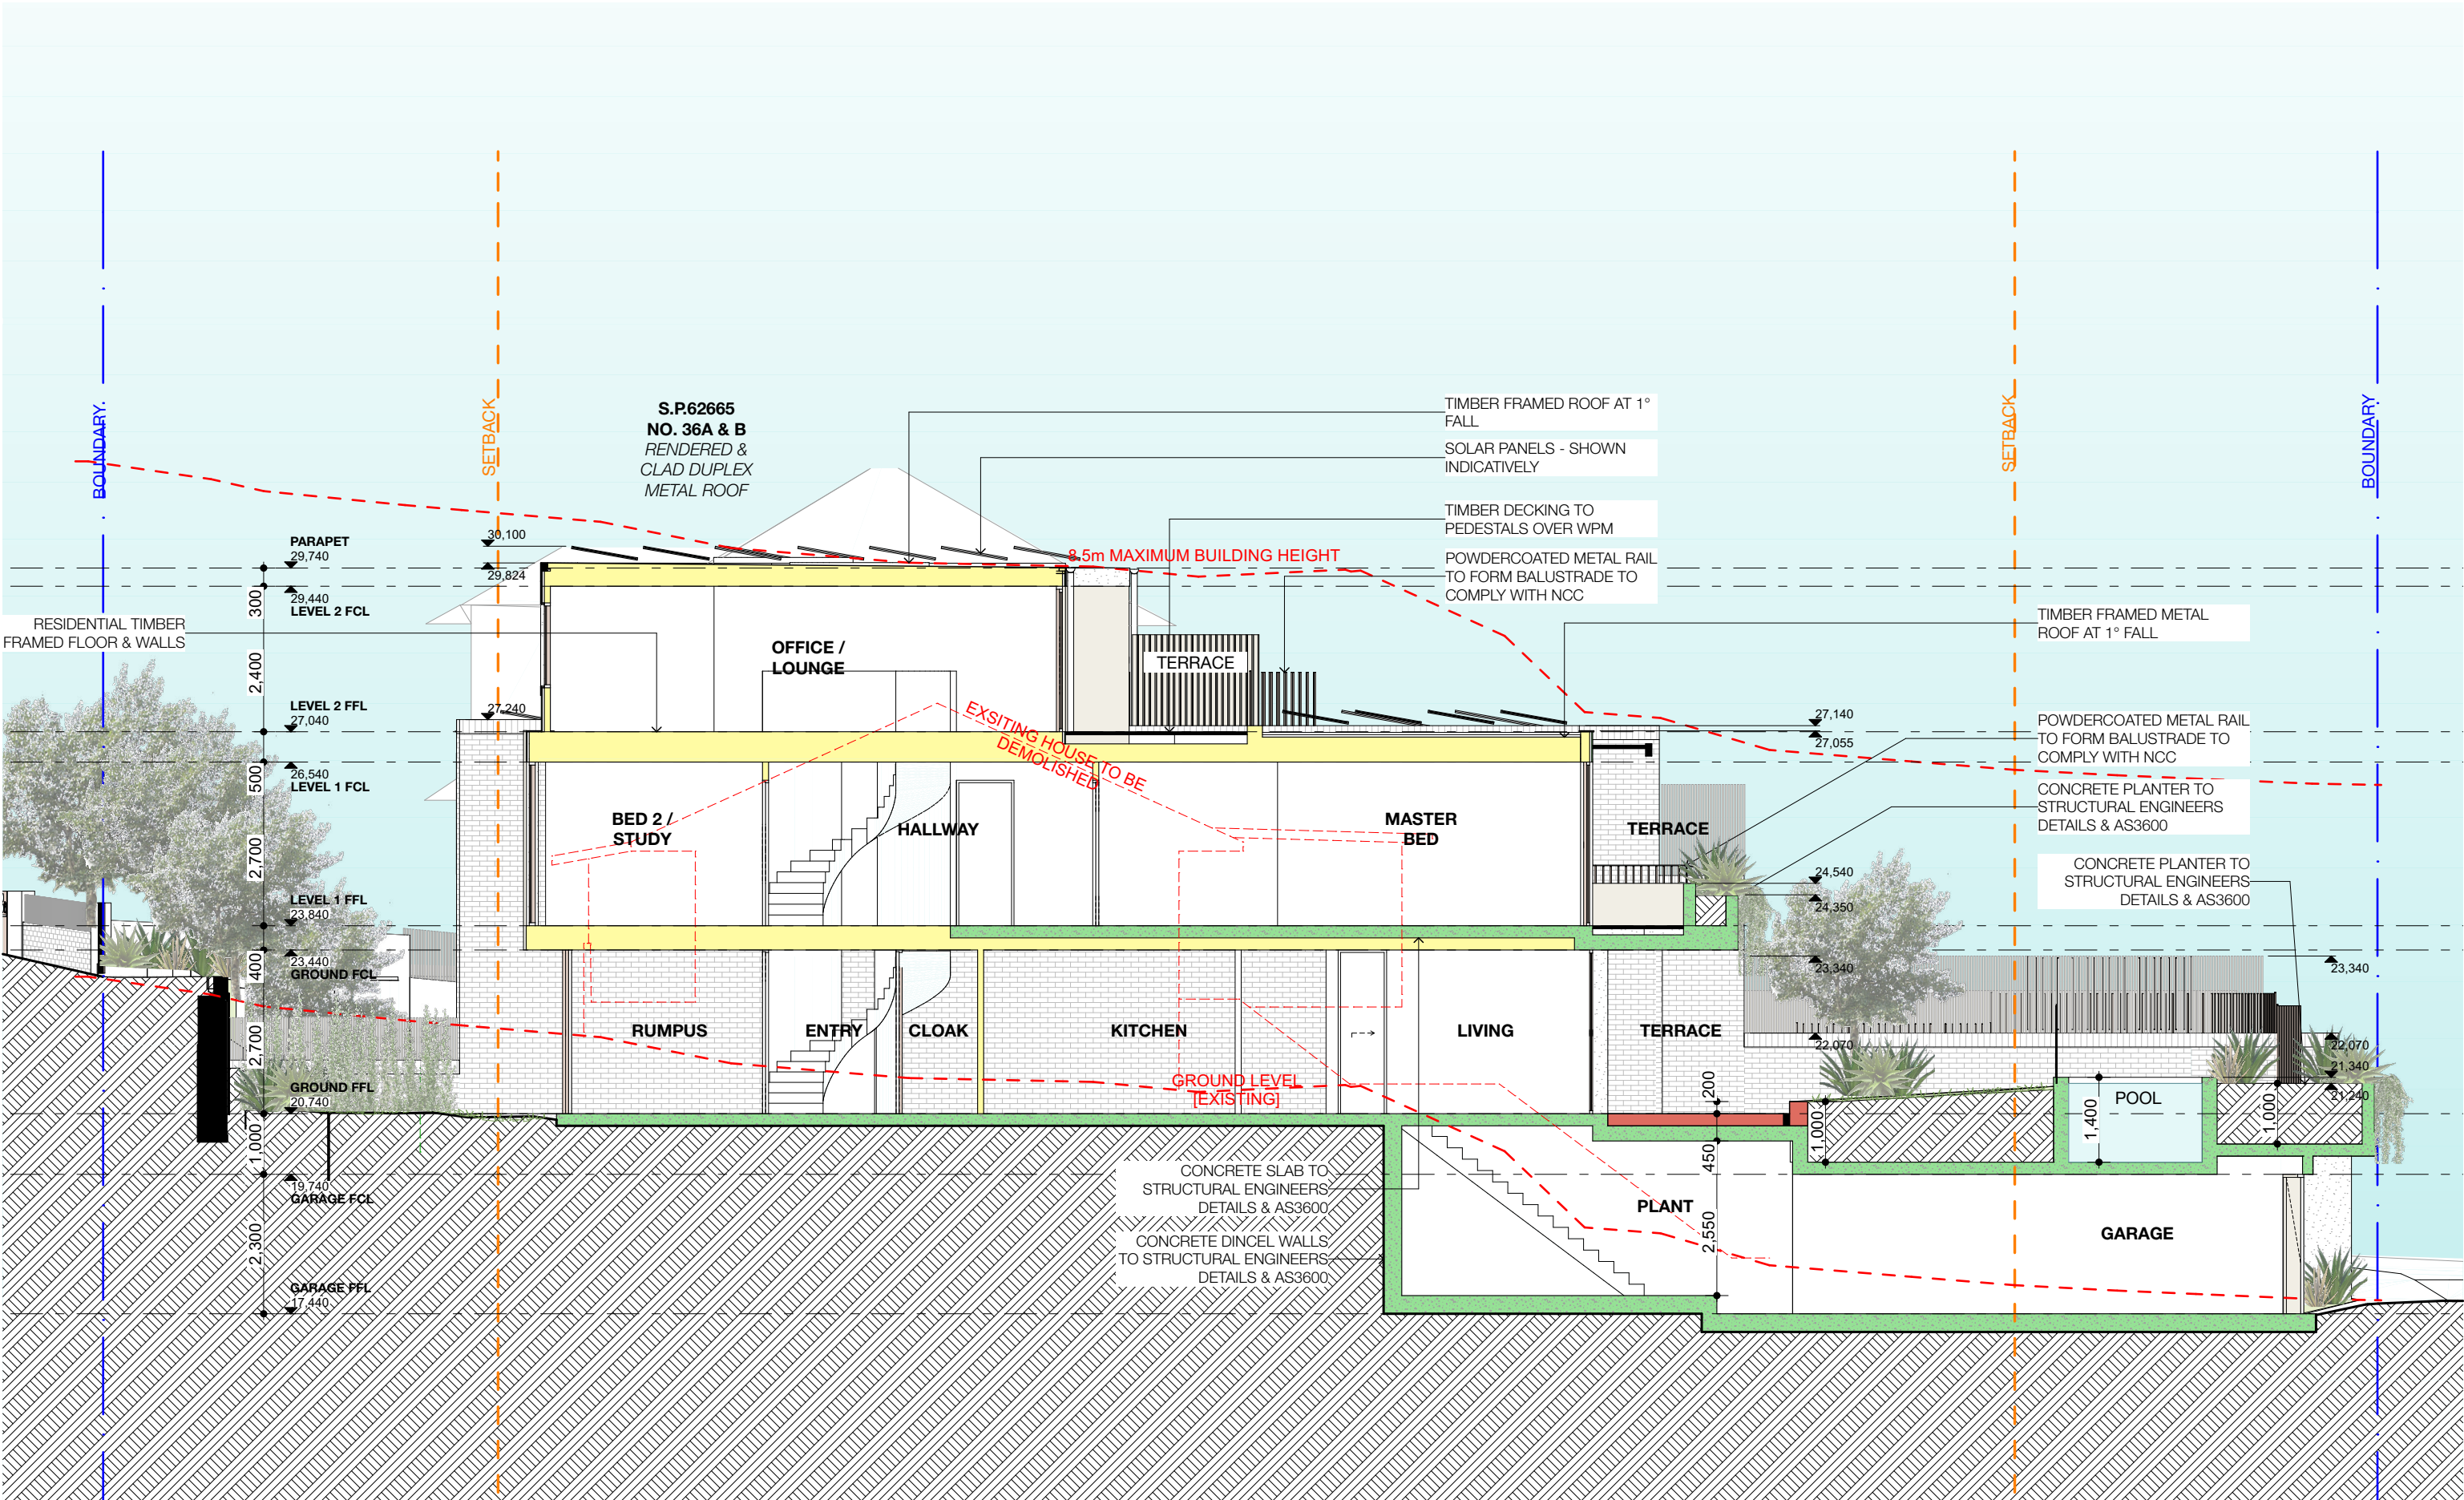 S.P.62665
NO. 36A & B
RENDERED &
CLAD DUPLEX
METAL ROOF
BOUNDARY.
SETBACK
SETBACK
BOUNDARY
TIMBER FRAMED ROOF AT 1°
FALL
SOLAR PANELS - SHOWN
INDICATIVELY
TIMBER DECKING TO
PEDESTALS OVER WPM
POWDERCOATED METAL RAIL
TO FORM BALUSTRADE TO
COMPLY WITH NCC
8.5m MAXIMUM BUILDING HEIGHT
PARAPET
29,740
30,100
29,824
300
29,440
LEVEL 2 FCL
RESIDENTIAL TIMBER
FRAMED FLOOR & WALLS
2,400
OFFICE /
LOUNGE
TERRACE
TIMBER FRAMED METAL
ROOF AT 1° FALL
LEVEL 2 FFL
27,040
27,240
27,140
27,055
EXSITING HOUSE TO BE
DEMOLISHED
POWDERCOATED METAL RAIL
TO FORM BALUSTRADE TO
COMPLY WITH NCC
500
26,540
LEVEL 1 FCL
CONCRETE PLANTER TO
STRUCTURAL ENGINEERS
DETAILS & AS3600
2,700
BED 2 /
STUDY
HALLWAY
MASTER
BED
TERRACE
24,540
24,350
CONCRETE PLANTER TO
STRUCTURAL ENGINEERS
DETAILS & AS3600
LEVEL 1 FFL
23,840
400
23,440
GROUND FCL
23,340
23,340
2,700
RUMPUS
ENTRY
CLOAK
KITCHEN
LIVING
TERRACE
22,070
22,070
21,340
21,240
GROUND LEVEL
[EXISTING]
GROUND FFL
20,740
200
1,000
1,400
POOL
1,000
1,000
450
19,740
GARAGE FCL
CONCRETE SLAB TO
STRUCTURAL ENGINEERS
DETAILS & AS3600
PLANT
GARAGE
2,300
2,550
CONCRETE DINCEL WALLS
TO STRUCTURAL ENGINEERS
DETAILS & AS3600
GARAGE FFL
17,440